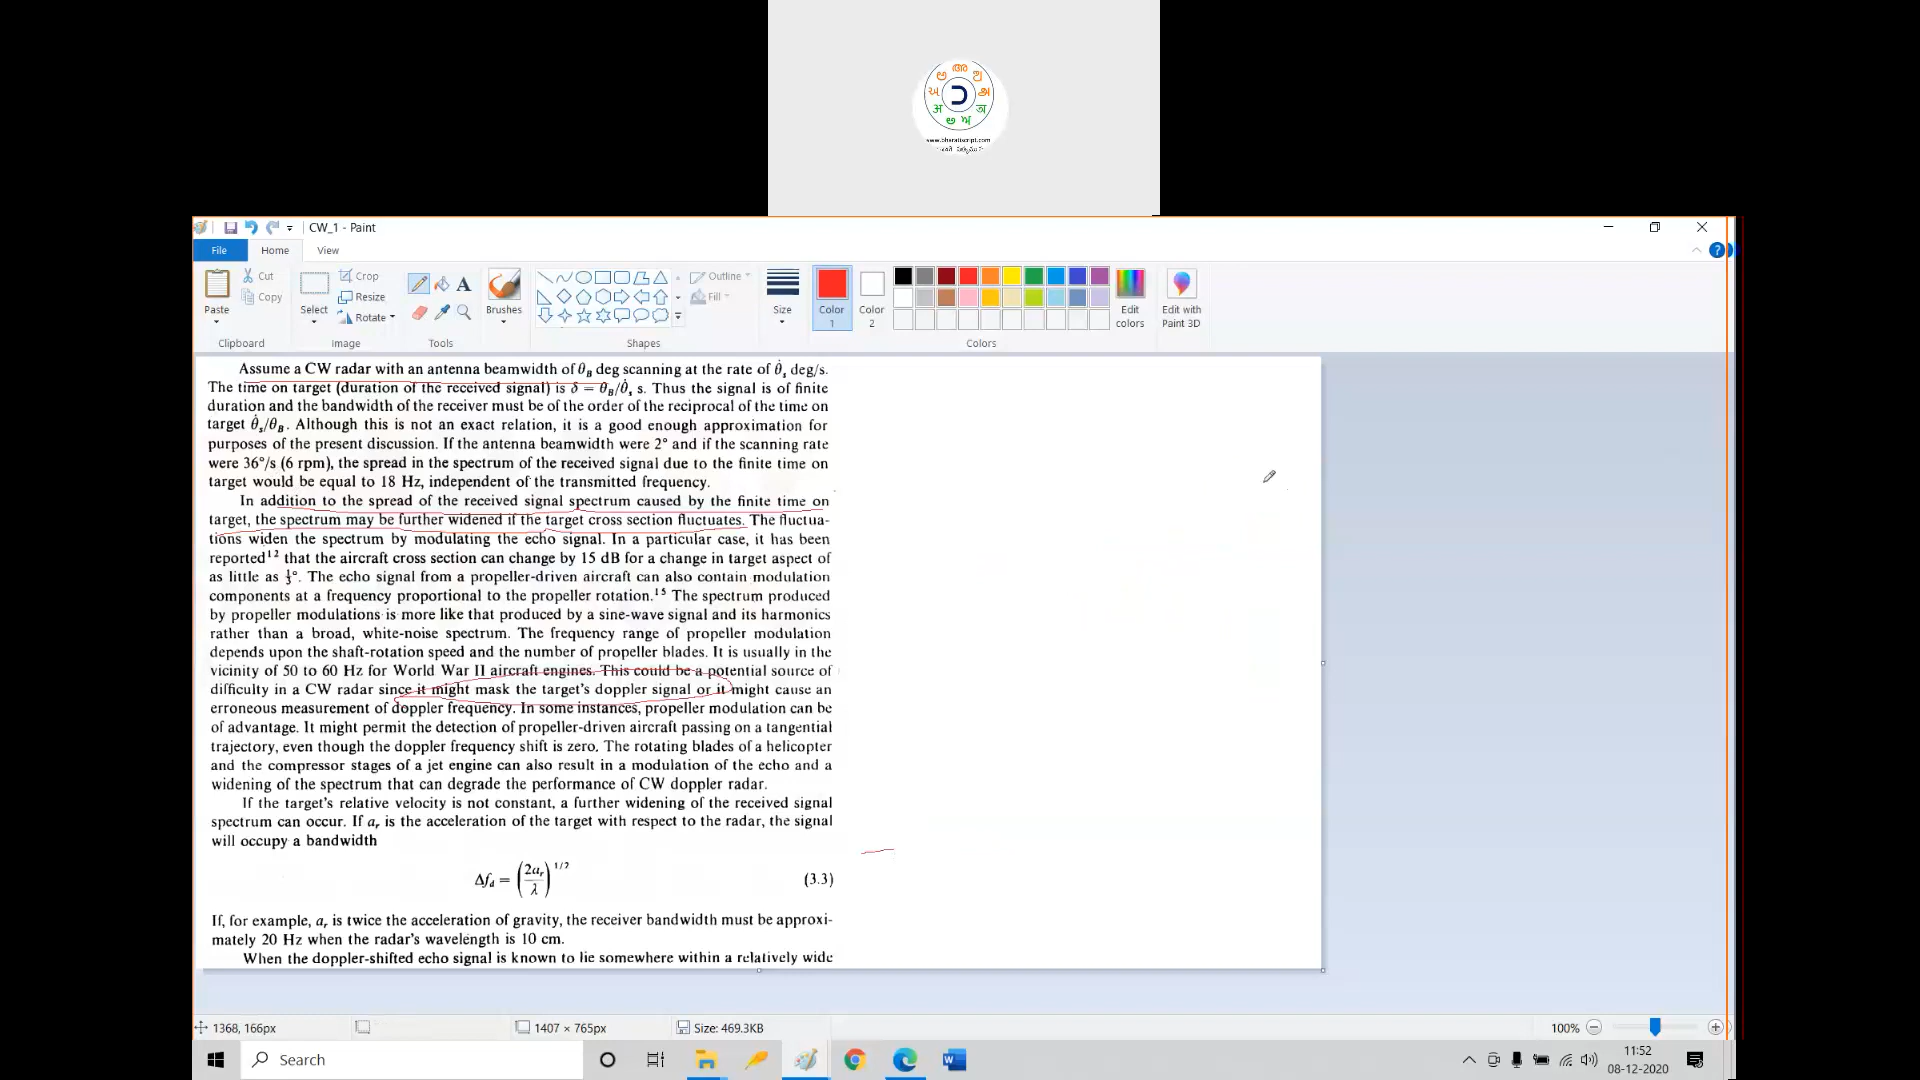 അ
అ
ਅ
અ
அ
अ
অ
ಅ
ਅ
www.bharatiscript.com
CW_1 - Paint
File
Home
View
Paste
Cut
Copy
Clipboard
Select
Crop
Resize
Rotate
Image
Tools
Brushes
Outline
Fill
Shapes
Size
Color
1
Color
2
Edit
colors
Edit with
Paint 3D
Colors
Assume a CW radar with an antenna beamwidth of θB deg scanning at the rate of θ̇s deg/s.
The time on target (duration of the received signal) is δ = θB/θ̇s s. Thus the signal is of finite
duration and the bandwidth of the receiver must be of the order of the reciprocal of the time on
target θ̇s/θB. Although this is not an exact relation, it is a good enough approximation for
purposes of the present discussion. If the antenna beamwidth were 2° and if the scanning rate
were 36°/s (6 rpm), the spread in the spectrum of the received signal due to the finite time on
target would be equal to 18 Hz, independent of the transmitted frequency.
In addition to the spread of the received signal spectrum caused by the finite time on
target, the spectrum may be further widened if the target cross section fluctuates. The fluctua-
tions widen the spectrum by modulating the echo signal. In a particular case, it has been
reported¹² that the aircraft cross section can change by 15 dB for a change in target aspect of
as little as ⅓°. The echo signal from a propeller-driven aircraft can also contain modulation
components at a frequency proportional to the propeller rotation.¹⁵ The spectrum produced
by propeller modulations is more like that produced by a sine-wave signal and its harmonics
rather than a broad, white-noise spectrum. The frequency range of propeller modulation
depends upon the shaft-rotation speed and the number of propeller blades. It is usually in the
vicinity of 50 to 60 Hz for World War II aircraft engines. This could be a potential source of
difficulty in a CW radar since it might mask the target's doppler signal or it might cause an
erroneous measurement of doppler frequency. In some instances, propeller modulation can be
of advantage. It might permit the detection of propeller-driven aircraft passing on a tangential
trajectory, even though the doppler frequency shift is zero. The rotating blades of a helicopter
and the compressor stages of a jet engine can also result in a modulation of the echo and a
widening of the spectrum that can degrade the performance of CW doppler radar.
If the target's relative velocity is not constant, a further widening of the received signal
spectrum can occur. If ar is the acceleration of the target with respect to the radar, the signal
will occupy a bandwidth
Δfd = (2ar/λ)^1/2 (3.3)
If, for example, ar is twice the acceleration of gravity, the receiver bandwidth must be approxi-
mately 20 Hz when the radar's wavelength is 10 cm.
When the doppler-shifted echo signal is known to lie somewhere within a relatively wide
1368, 166px
1407 × 765px
Size: 469.3KB
100%
Search
11:52
08-12-2020